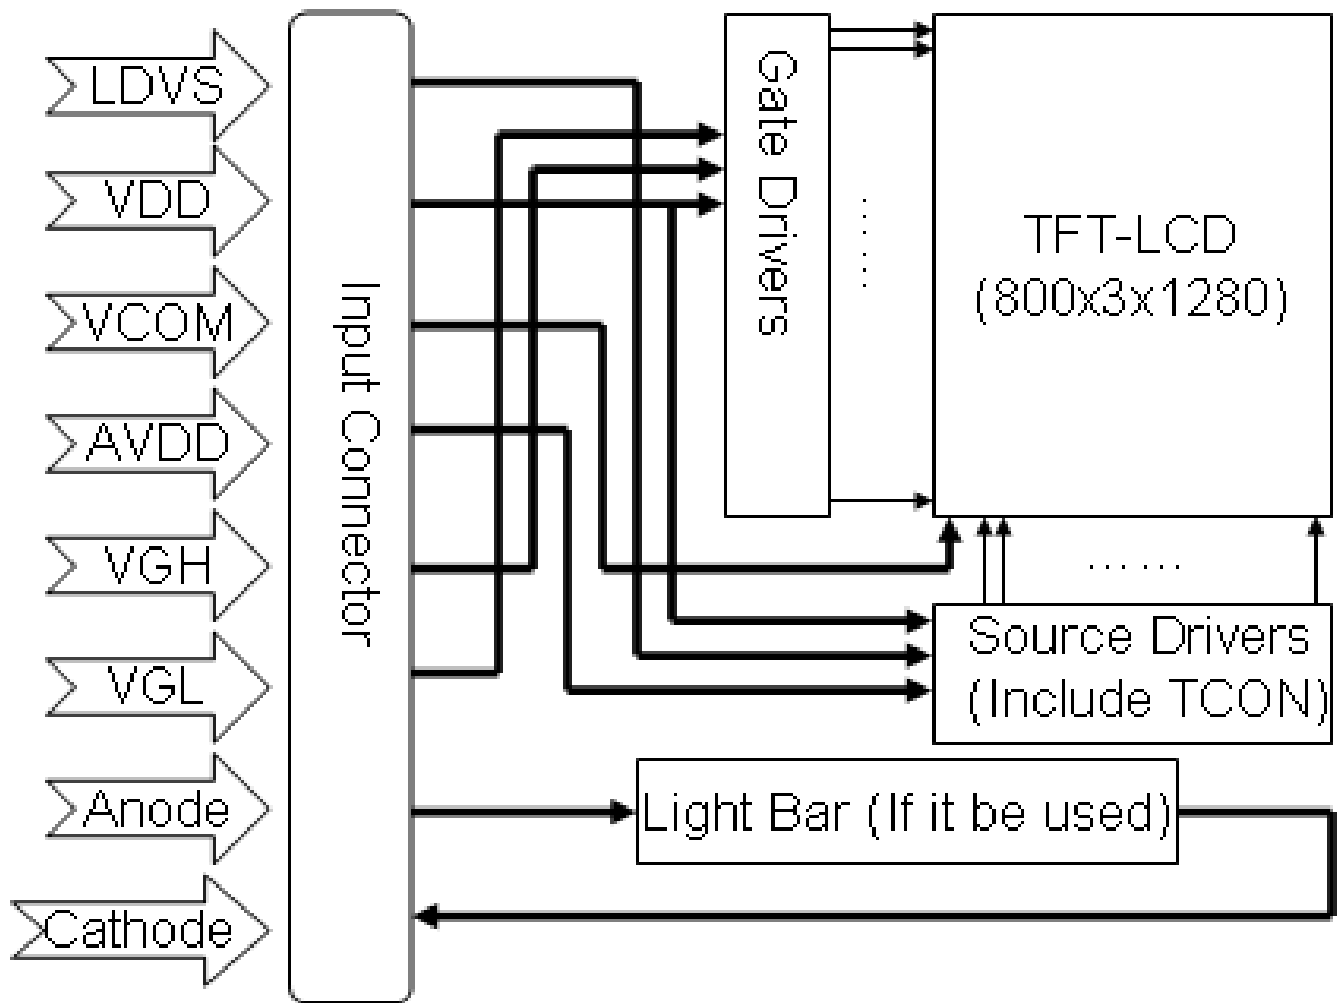 LDVS
VDD
VCOM
AVDD
VGH
VGL
Anode
Cathode
Input Connector
Gate Drivers
TFT-LCD
(800x3x1280)
Source Drivers
(Include TCON)
Light Bar (If it be used)